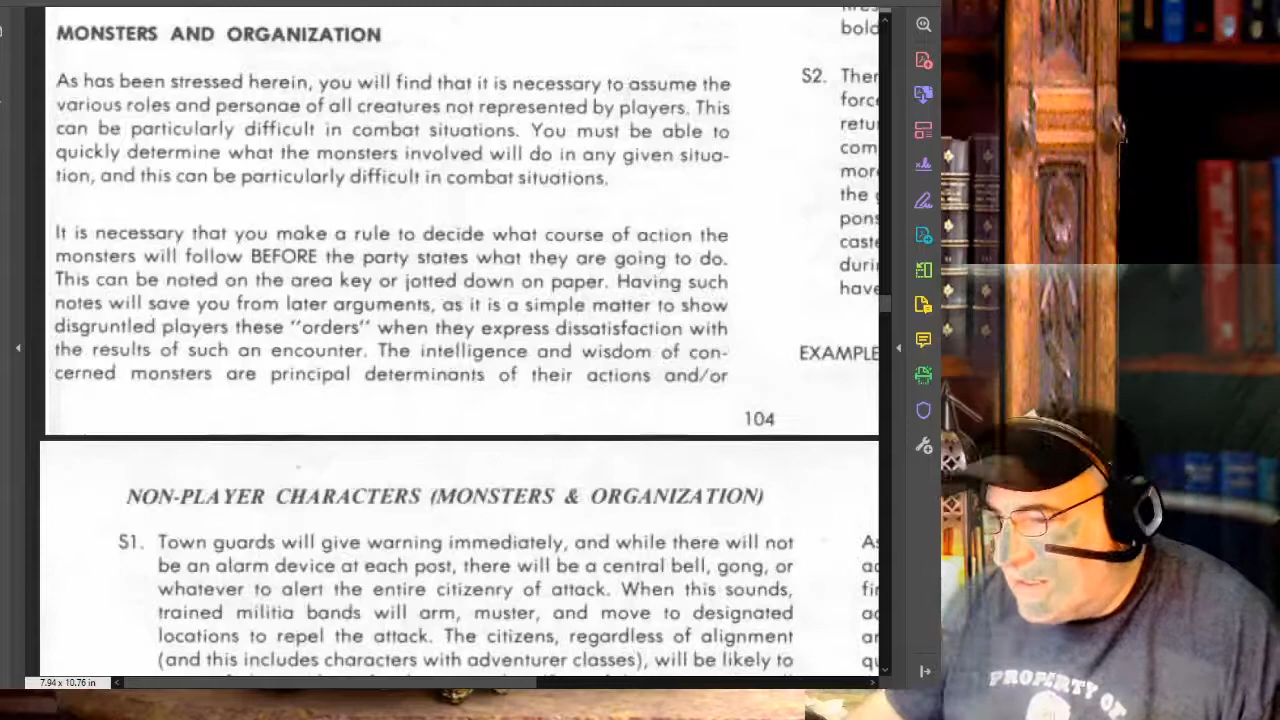 MONSTERS AND ORGANIZATION
As has been stressed herein, you will find that it is necessary to assume the
various roles and personae of all creatures not represented by players. This
can be particularly difficult in combat situations. You must be able to
quickly determine what the monsters involved will do in any given situa-
tion, and this can be particularly difficult in combat situations.
It is necessary that you make a rule to decide what course of action the
monsters will follow BEFORE the party states what they are going to do.
This can be noted on the area key or jotted down on paper. Having such
notes will save you from later arguments, as it is a simple matter to show
disgruntled players these "orders" when they express dissatisfaction with
the results of such an encounter. The intelligence and wisdom of con-
cerned monsters are principal determinants of their actions and/or
bold
S2. Ther
force
retur
com
more
the g
pons
caste
durin
have
EXAMPLE
104
NON-PLAYER CHARACTERS (MONSTERS & ORGANIZATION)
S1. Town guards will give warning immediately, and while there will not
be an alarm device at each post, there will be a central bell, gong, or
whatever to alert the entire citizenry of attack. When this sounds,
trained militia bands will arm, muster, and move to designated
locations to repel the attack. The citizens, regardless of alignment
(and this includes characters with adventurer classes), will be likely to
As
7.94 x 10.76 in
PROPERTY OF